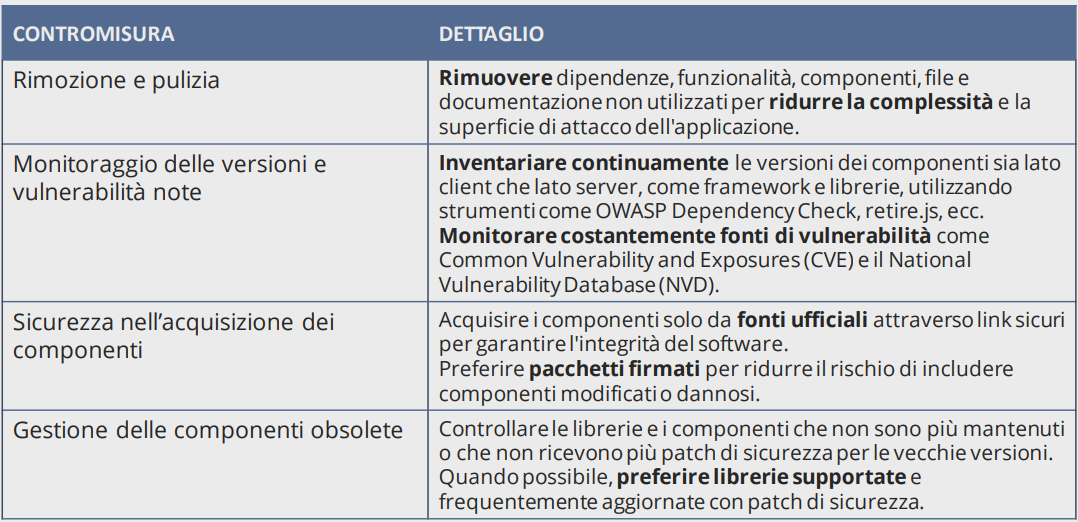 CONTROMISURA
DETTAGLIO
Rimozione e pulizia
Rimuovere dipendenze, funzionalità, componenti, file e
documentazione non utilizzati per ridurre la complessità e la
superficie di attacco dell'applicazione.
Monitoraggio delle versioni e
vulnerabilità note
Inventariare continuamente le versioni dei componenti sia lato
client che lato server, come framework e librerie, utilizzando
strumenti come OWASP Dependency Check, retire.js, ecc.
Monitorare costantemente fonti di vulnerabilità come
Common Vulnerability and Exposures (CVE) e il National
Vulnerability Database (NVD).
Sicurezza nell’acquisizione dei
componenti
Acquisire i componenti solo da fonti ufficiali attraverso link sicuri
per garantire l'integrità del software.
Preferire pacchetti firmati per ridurre il rischio di includere
componenti modificati o dannosi.
Gestione delle componenti obsolete
Controllare le librerie e i componenti che non sono più mantenuti
o che non ricevono più patch di sicurezza per le vecchie versioni.
Quando possibile, preferire librerie supportate e
frequentemente aggiornate con patch di sicurezza.